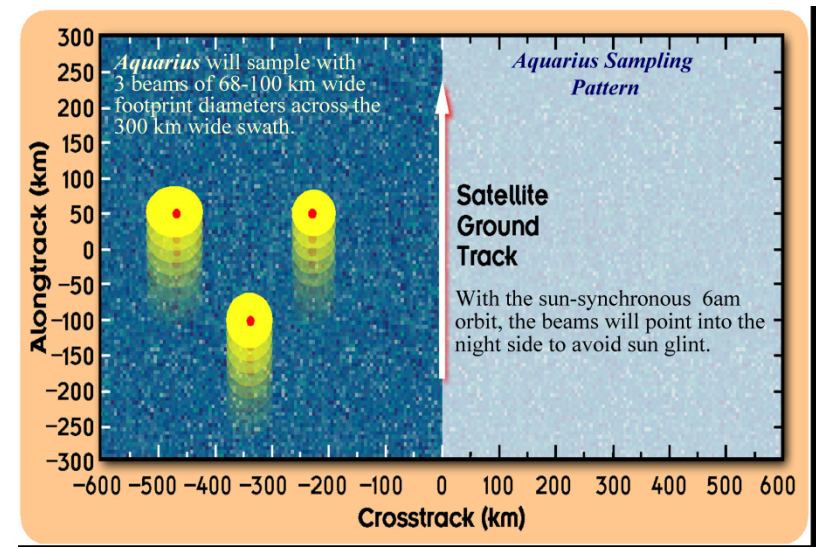 300
250
200
150
100
50
0
−50
−100
−150
−200
−250
−300
Alongtrack (km)
Aquarius will sample with
3 beams of 68-100 km wide
footprint diameters across the
300 km wide swath.
Aquarius Sampling
Pattern
Satellite
Ground
Track
With the sun-synchronous 6am
orbit, the beams will point into the
night side to avoid sun glint.
−600 −500 −400 −300 −200 −100 0 100 200 300 400 500 600
Crosstrack (km)